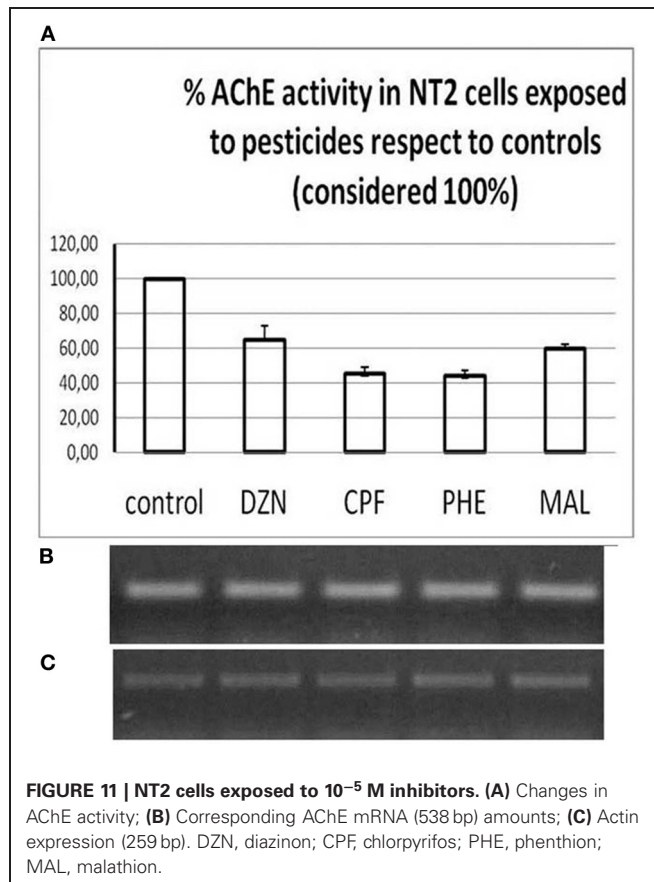 A
% AChE activity in NT2 cells exposed
to pesticides respect to controls
(considered 100%)
120,00
100,00
80,00
60,00
40,00
20,00
0,00
control DZN CPF PHE MAL
B
C
FIGURE 11 | NT2 cells exposed to 10⁻⁵ M inhibitors. (A) Changes in
AChE activity; (B) Corresponding AChE mRNA (538 bp) amounts; (C) Actin
expression (259 bp). DZN, diazinon; CPF, chlorpyrifos; PHE, phenthion;
MAL, malathion.